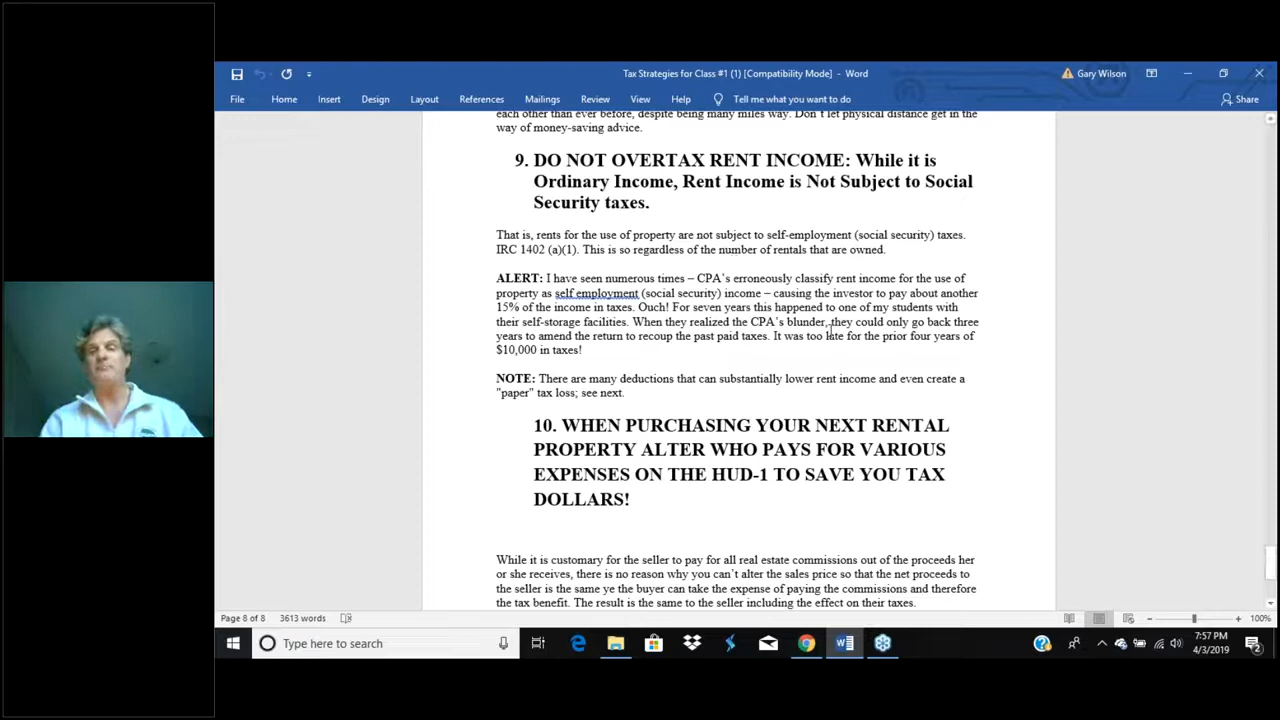 Tax Strategies for Class #1 (1) [Compatibility Mode] - Word
Gary Wilson
File Home Insert Design Layout References Mailings Review View Help Tell me what you want to do Share
each other than ever before, despite being many miles way. Don't let physical distance get in the
way of money-saving advice.
9. DO NOT OVERTAX RENT INCOME: While it is
Ordinary Income, Rent Income is Not Subject to Social
Security taxes.
That is, rents for the use of property are not subject to self-employment (social security) taxes.
IRC 1402 (a)(1). This is so regardless of the number of rentals that are owned.
ALERT: I have seen numerous times – CPA's erroneously classify rent income for the use of
property as self employment (social security) income – causing the investor to pay about another
15% of the income in taxes. Ouch! For seven years this happened to one of my students with
their self-storage facilities. When they realized the CPA's blunder, they could only go back three
years to amend the return to recoup the past paid taxes. It was too late for the prior four years of
$10,000 in taxes!
NOTE: There are many deductions that can substantially lower rent income and even create a
"paper" tax loss; see next.
10. WHEN PURCHASING YOUR NEXT RENTAL
PROPERTY ALTER WHO PAYS FOR VARIOUS
EXPENSES ON THE HUD-1 TO SAVE YOU TAX
DOLLARS!
While it is customary for the seller to pay for all real estate commissions out of the proceeds her
or she receives, there is no reason why you can't alter the sales price so that the net proceeds to
the seller is the same ye the buyer can take the expense of paying the commissions and therefore
the tax benefit. The result is the same to the seller including the effect on their taxes.
Page 8 of 8 3613 words 100%
Type here to search
7:57 PM
4/3/2019
2